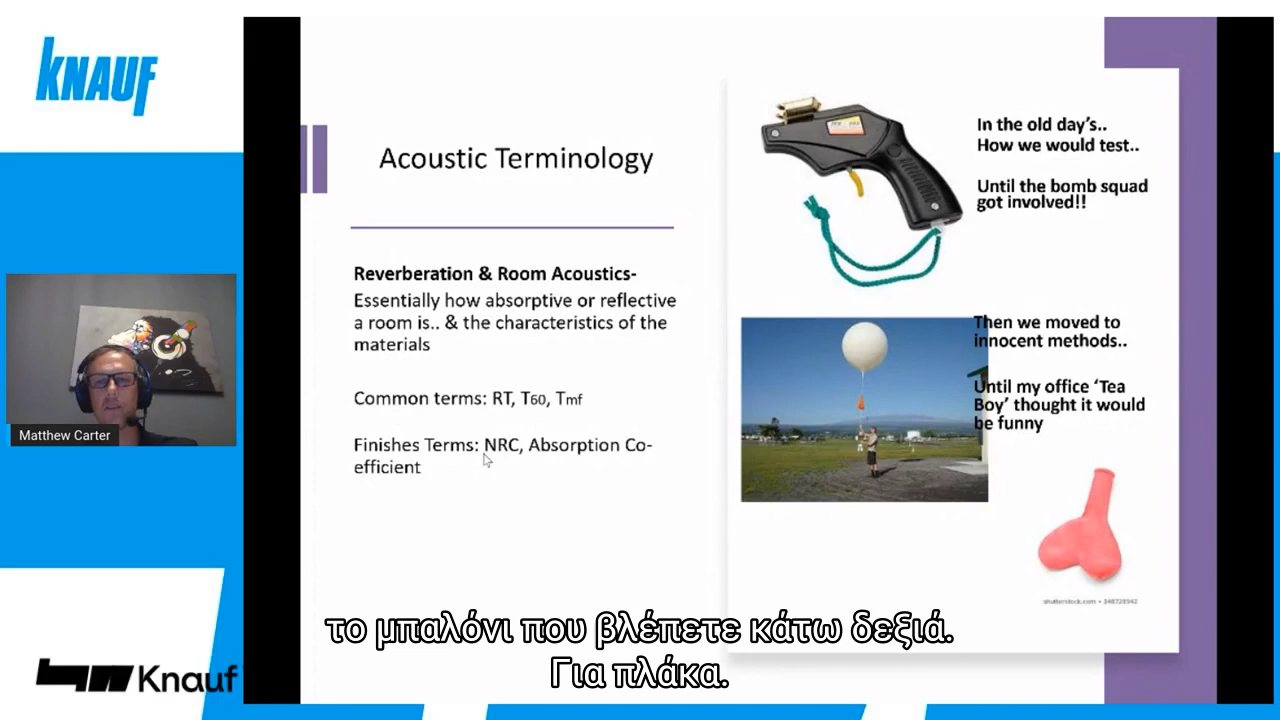 KNAUF
Acoustic Terminology
Reverberation & Room Acoustics-
Essentially how absorptive or reflective
a room is.. & the characteristics of the
materials
Common terms: RT, T60, Tmf
Finishes Terms: NRC, Absorption Co-
efficient
In the old day's..
How we would test..
Until the bomb squad
got involved!!
Then we moved to
innocent methods..
Until my office ‘Tea
Boy’ thought it would
be funny
shutterstock.com • 348728942
Matthew Carter
Knauf
το μπαλόνι που βλέπετε κάτω δεξιά.
Για πλάκα.